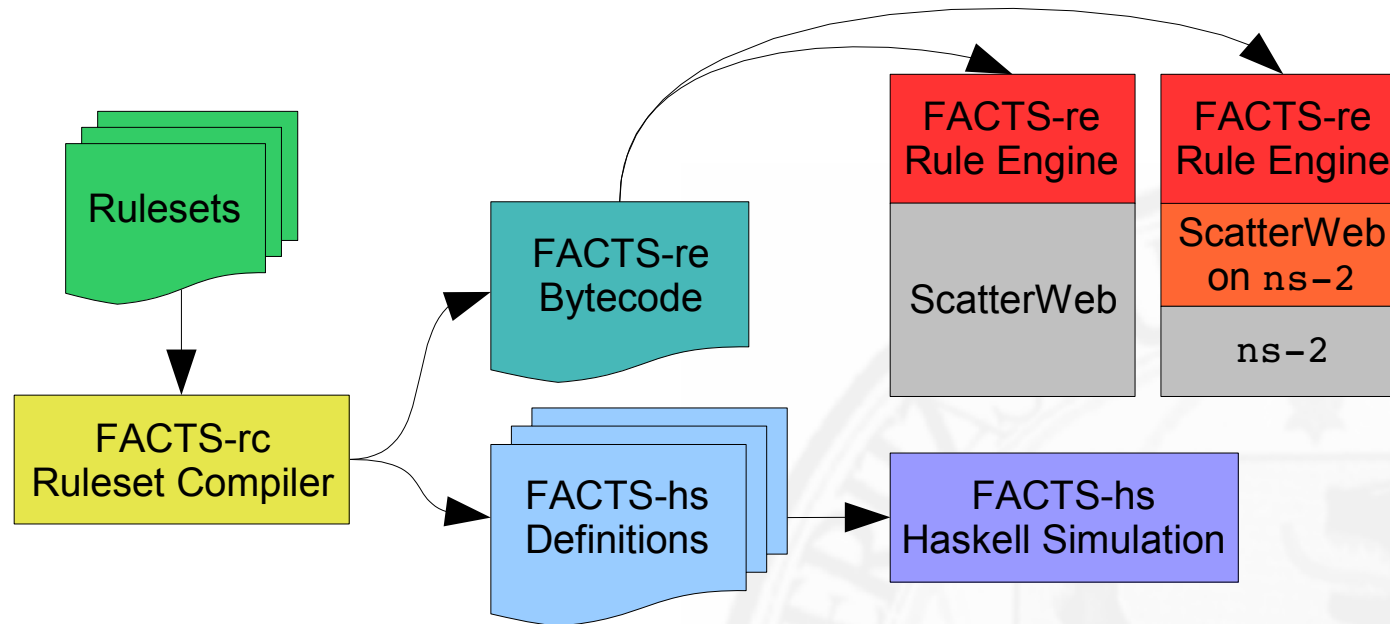 Rulesets
FACTS-rc
Ruleset Compiler
FACTS-re
Bytecode
FACTS-hs
Definitions
FACTS-re
Rule Engine
ScatterWeb
FACTS-re
Rule Engine
ScatterWeb
on ns-2
ns-2
FACTS-hs
Haskell Simulation